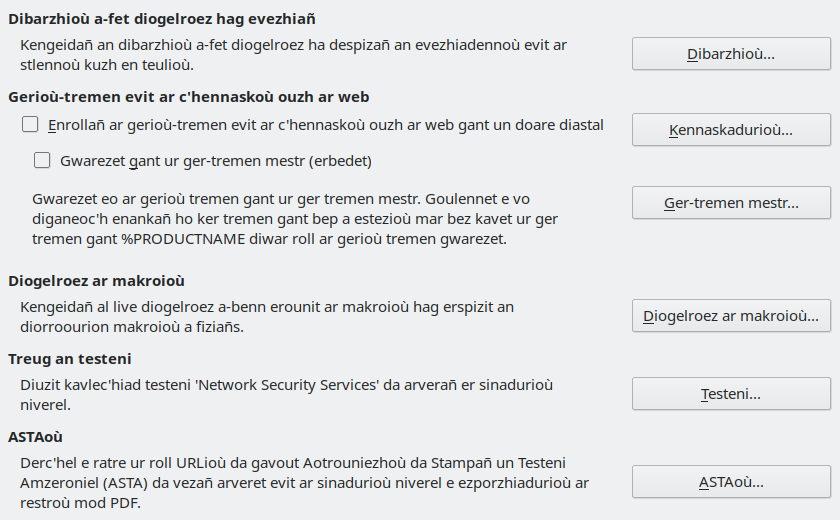 Dibarzhioù a-fet diogelroez hag evezhiañ
Kengeidañ an dibarzhioù a-fet diogelroez ha despizañ an evezhiadennoù evit ar
stlennoù kuzh en teulioù.
Dibarzhioù...
Gerioù-tremen evit ar c'hennaskoù ouzh ar web
Enrollañ ar gerioù-tremen evit ar c'hennaskoù ouzh ar web gant un doare diastal
Kennaskadurioù...
Gwarezet gant ur ger-tremen mestr (erbedet)
Gwarezet eo ar gerioù tremen gant ur ger tremen mestr. Goulennet e vo
diganeoc'h enankañ ho ker tremen gant bep a estezioù mar bez kavet ur ger
tremen gant %PRODUCTNAME diwar roll ar gerioù tremen gwarezet.
Ger-tremen mestr...
Diogelroez ar makroioù
Kengeidañ al live diogelroez a-benn erounit ar makroioù hag erspizit an
diorroourion makroioù a fiziañs.
Diogelroez ar makroioù...
Treug an testeni
Diuzit kavlec'hiad testeni 'Network Security Services' da arverañ er sinadurioù
niverel.
Testeni...
ASTAoù
Derc'hel e ratre ur roll URLioù da gavout Aotrouniezhoù da Stampañ un Testeni
Amzeroniel (ASTA) da vezañ arveret evit ar sinadurioù niverel e ezporzhiadurioù ar
restroù mod PDF.
ASTAoù...